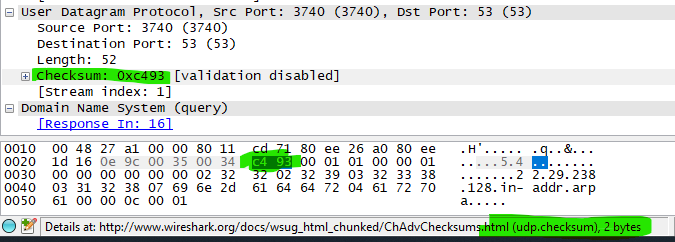 User Datagram Protocol, Src Port: 3740 (3740), Dst Port: 53 (53)
Source Port: 3740 (3740)
Destination Port: 53 (53)
Length: 52
Checksum: 0xc493 [validation disabled]
[Stream index: 1]
Domain Name System (query)
[Response In: 16]
0010 00 48 27 a1 00 00 80 11 cd 71 80 ee 26 a0 80 ee .H'..... .q..&...
0020 1d 16 0e 9c 00 35 00 34 c4 93 00 01 01 00 00 01 .....5.4 ........
0030 00 00 00 00 00 00 02 32 32 02 32 39 03 32 33 38 .......2 2.29.238
0040 03 31 32 38 07 69 6e 2d 61 64 64 72 04 61 72 70 .128.in- addr.arp
0050 61 00 00 0c 00 01 a.....
Details at: http://www.wireshark.org/docs/wsug_html_chunked/ChAdvChecksums.html (udp.checksum), 2 bytes